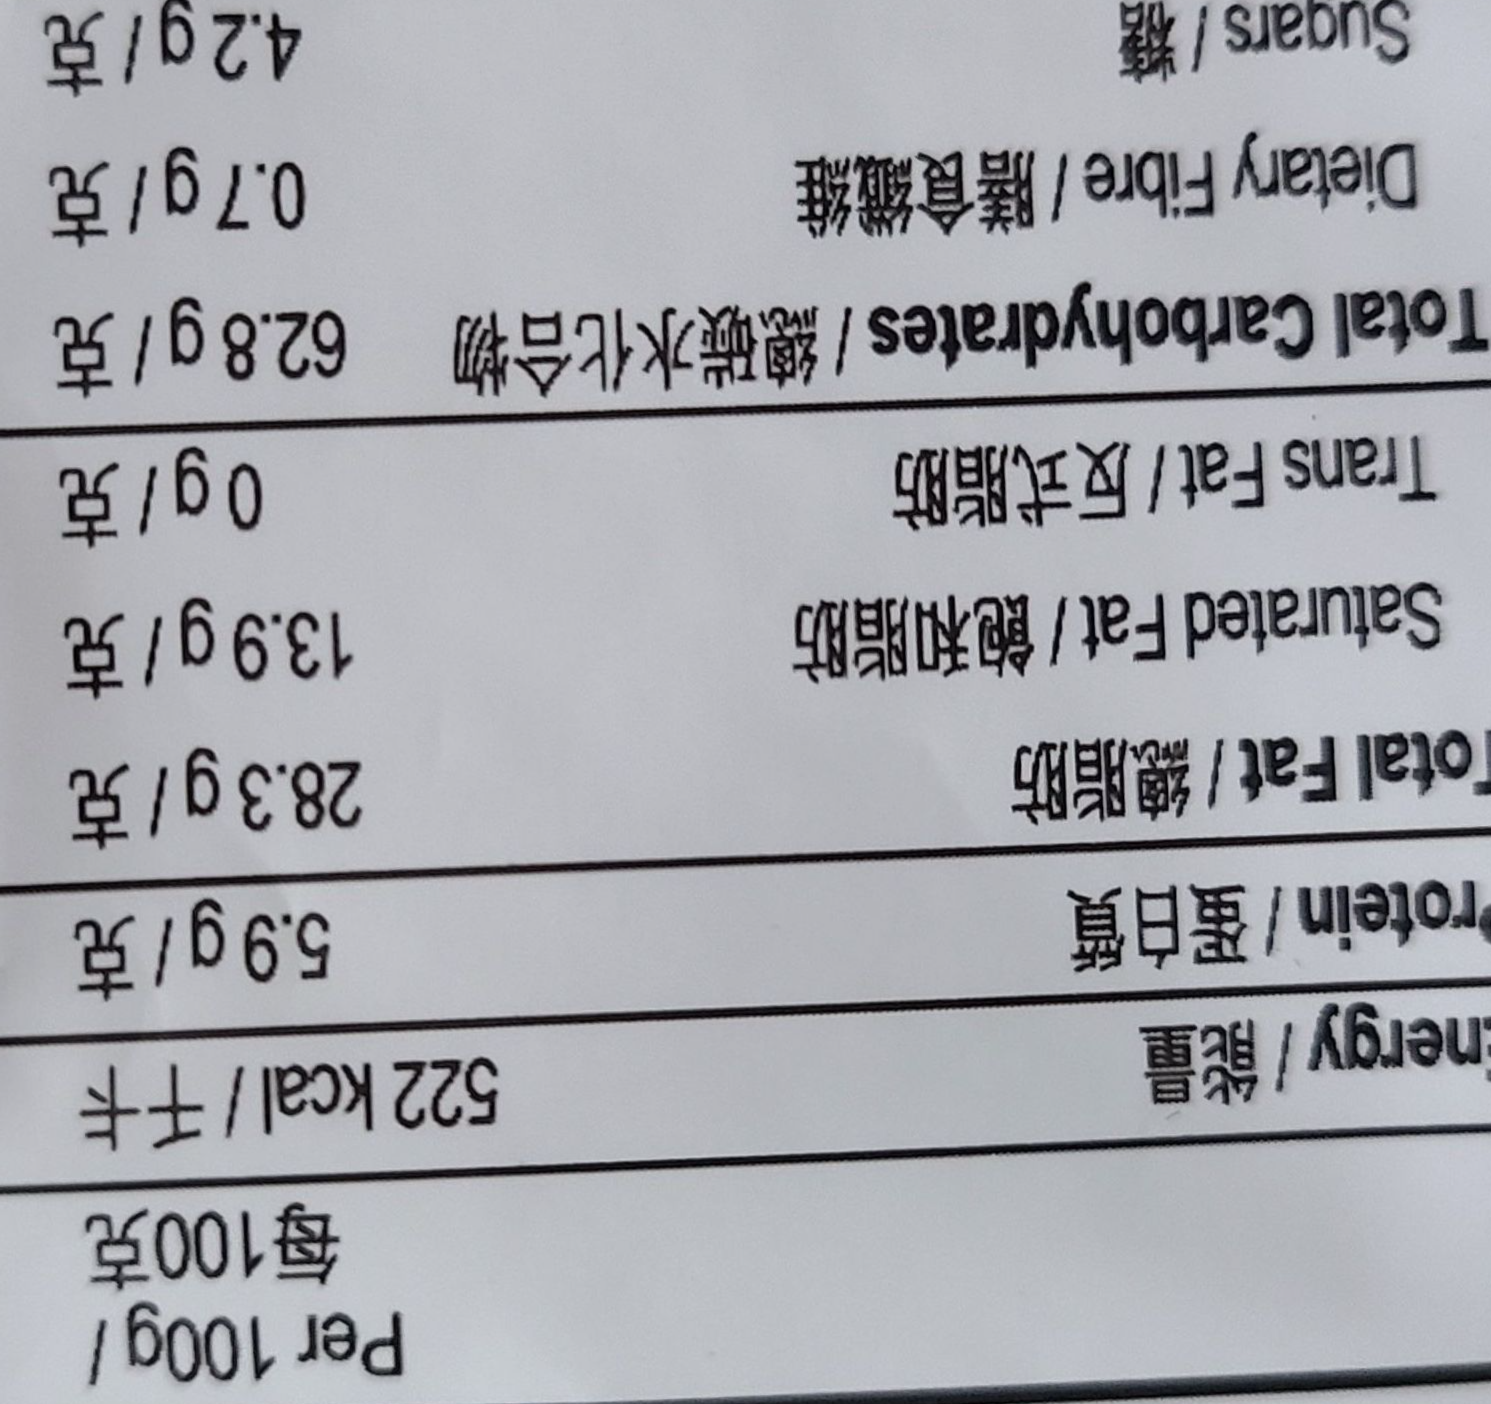 Per 100g /
每100克
Energy / 能量 522 kcal / 千卡
Protein / 蛋白質 5.9 g / 克
Total Fat / 總脂肪 28.3 g / 克
Saturated Fat / 飽和脂肪 13.9 g / 克
Trans Fat / 反式脂肪 0 g / 克
Total Carbohydrates / 總碳水化合物 62.8 g / 克
Dietary Fibre / 膳食纖維 0.7 g / 克
Sugars / 糖 4.2 g / 克